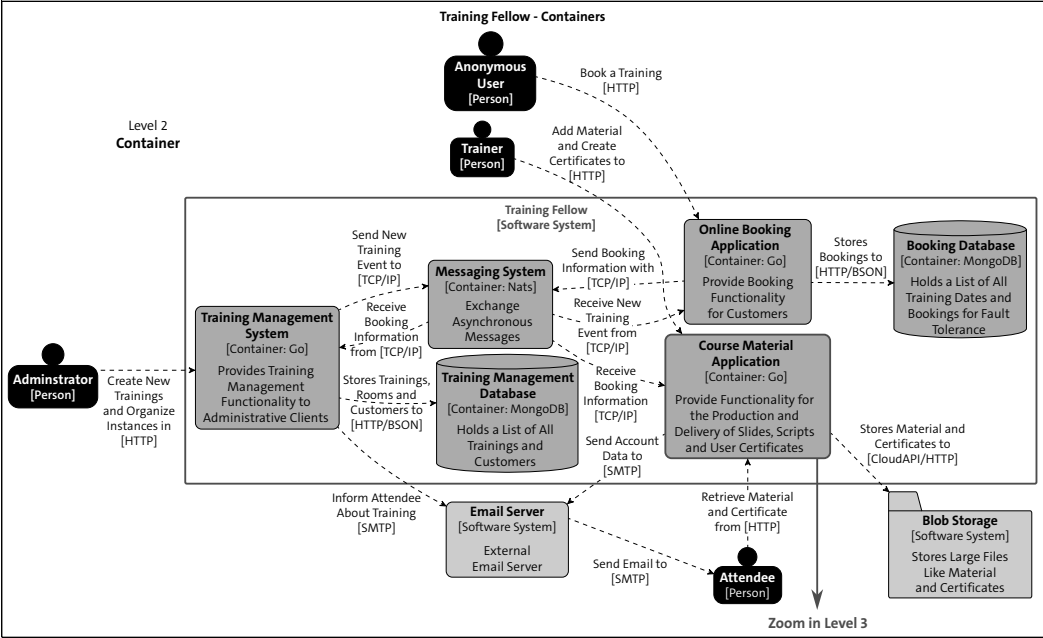 Training Fellow - Containers
Anonymous
User
[Person]
Book a Training
[HTTP]
Level 2
Container
Trainer
[Person]
Add Material
and Create
Certificates to
[HTTP]
Training Fellow
[Software System]
Send New
Training
Event to
[TCP/IP]
Messaging System
[Container: Nats]
Exchange
Asynchronous
Messages
Send Booking
Information with
[TCP/IP]
Online Booking
Application
[Container: Go]
Provide Booking
Functionality
for Customers
Stores
Bookings to
[HTTP/BSON]
Booking Database
[Container: MongoDB]
Holds a List of All
Training Dates and
Bookings for Fault
Tolerance
Training Management
System
[Container: Go]
Provides Training
Management
Functionality to
Administrative Clients
Receive
Booking
Information
from [TCP/IP]
Receive New
Training
Event from
[TCP/IP]
Adminstrator
[Person]
Create New
Trainings
and Organize
Instances in
[HTTP]
Stores Trainings,
Rooms and
Customers to
[HTTP/BSON]
Training Management
Database
[Container: MongoDB]
Holds a List of All
Trainings and
Customers
Receive
Booking
Information
[TCP/IP]
Course Material
Application
[Container: Go]
Provide Functionality for
the Production and
Delivery of Slides, Scripts
and User Certificates
Send Account
Data to
[SMTP]
Stores Material and
Certificates to
[CloudAPI/HTTP]
Inform Attendee
About Training
[SMTP]
Email Server
[Software System]
External
Email Server
Retrieve Material
and Certificate
from [HTTP]
Blob Storage
[Software System]
Stores Large Files
Like Material
and Certificates
Send Email to
[SMTP]
Attendee
[Person]
Zoom in Level 3